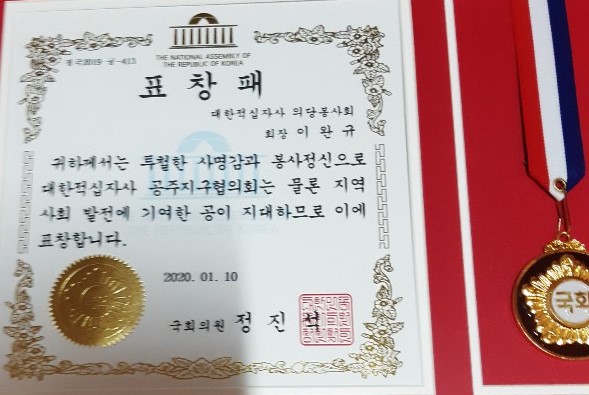 THE NATIONAL ASSEMBLY OF
THE REPUBLIC OF KOREA
표창패
대한적십자사 의당봉사회
회장 이완규
귀하께서는 투철한 사명감과 봉사정신으로
대한적십자사 공주지구협의회는 물론 지역
사회 발전에 기여한 공이 지대하므로 이에
표창합니다.
2020. 01. 10
국회의원 정진석
국회